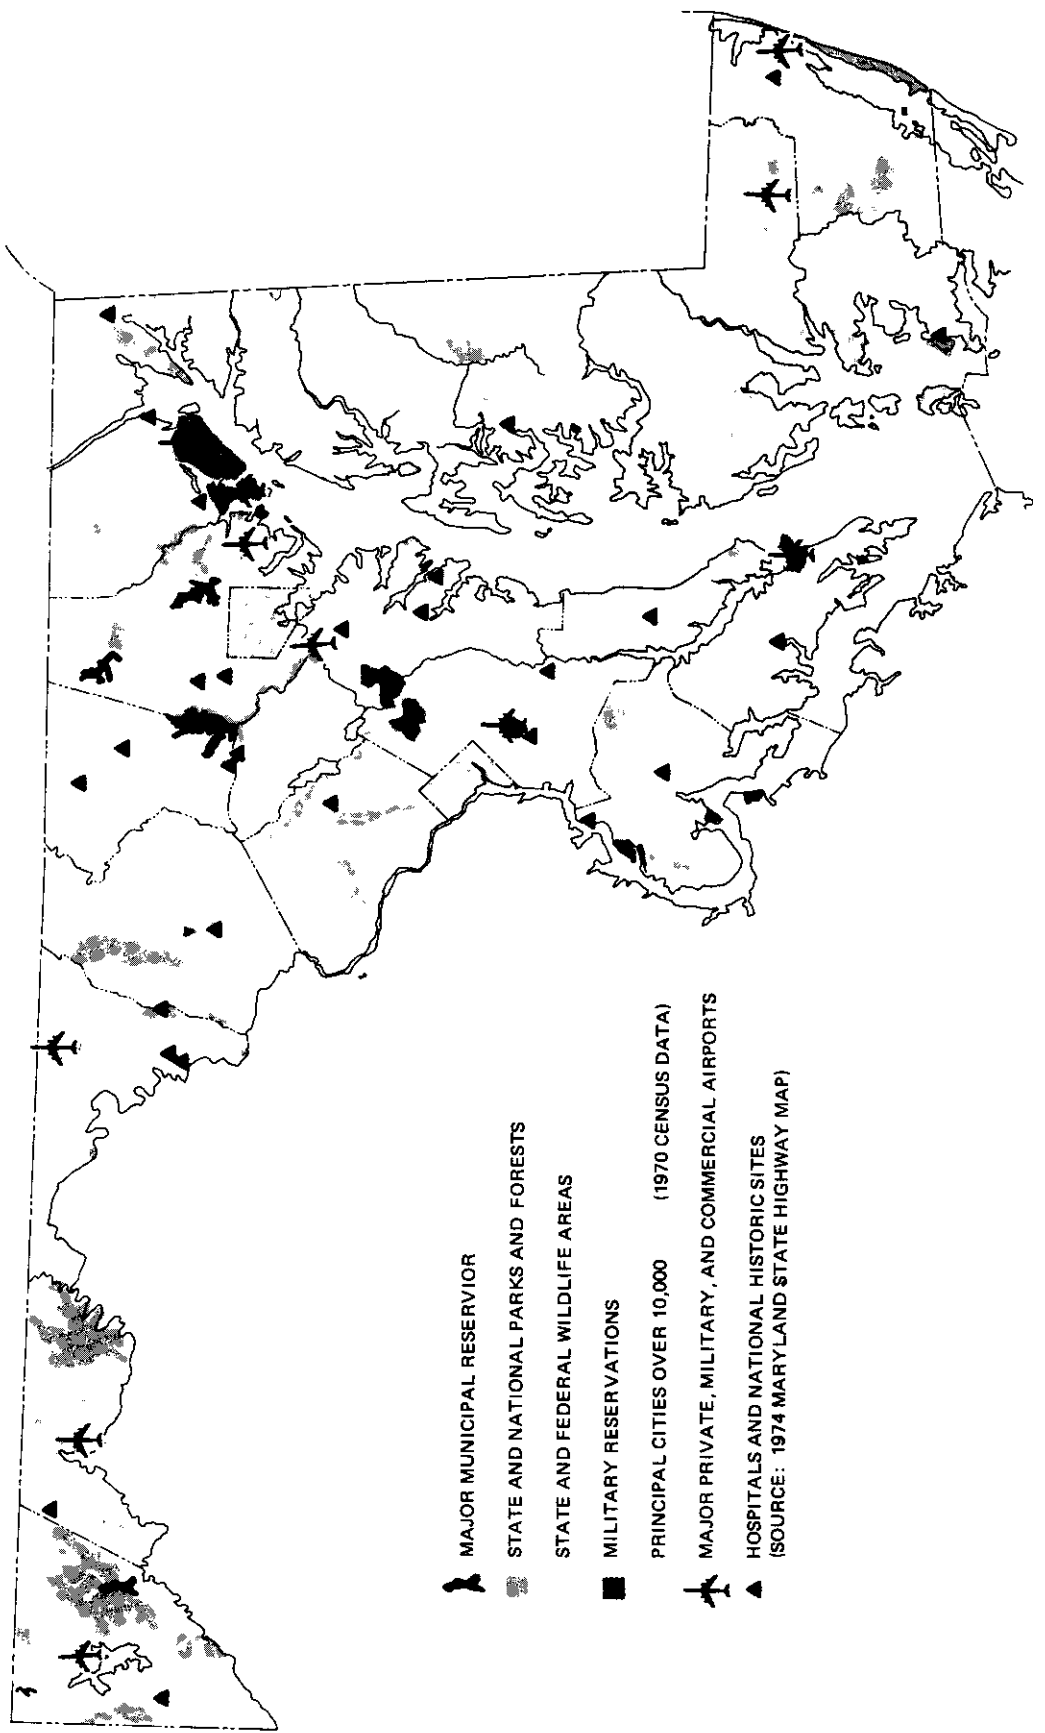 MAJOR MUNICIPAL RESERVIOR
STATE AND NATIONAL PARKS AND FORESTS
STATE AND FEDERAL WILDLIFE AREAS
MILITARY RESERVATIONS
PRINCIPAL CITIES OVER 10,000 (1970 CENSUS DATA)
MAJOR PRIVATE, MILITARY, AND COMMERCIAL AIRPORTS
HOSPITALS AND NATIONAL HISTORIC SITES
(SOURCE: 1974 MARYLAND STATE HIGHWAY MAP)